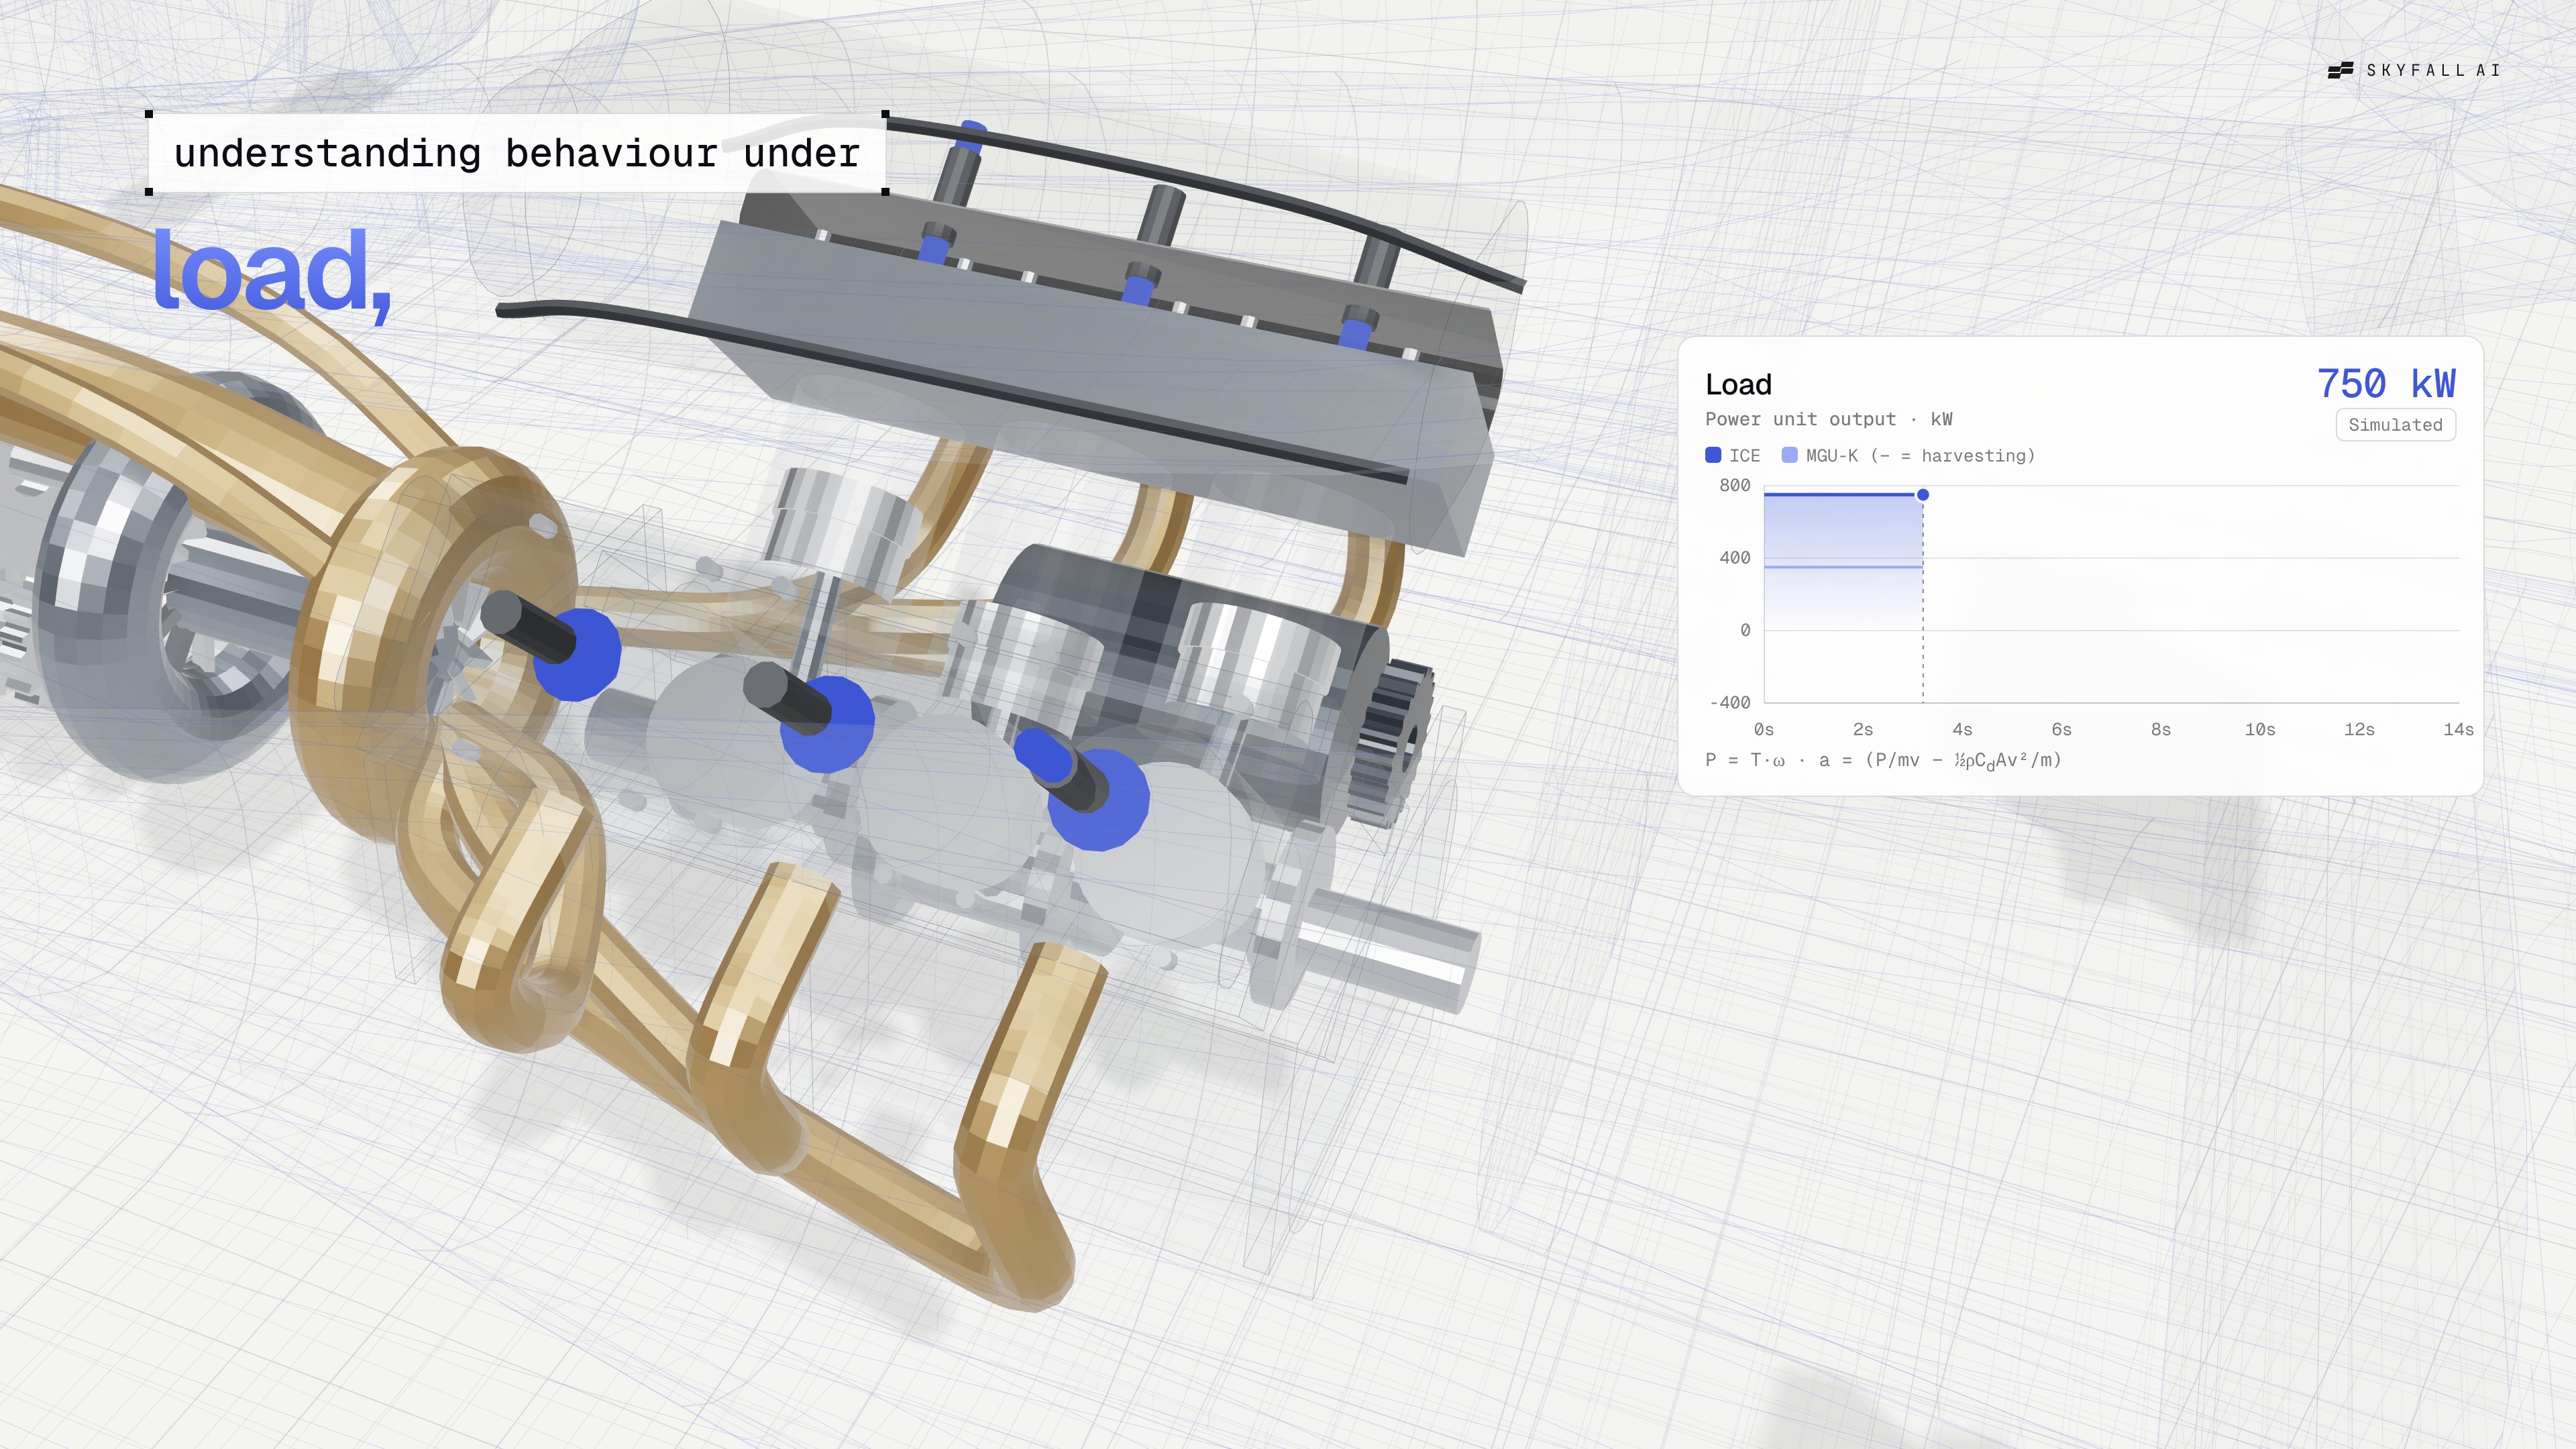 SKYFALL AI
understanding behaviour under
load,
Load
750 kW
Power unit output · kW
Simulated
ICE
MGU-K (− = harvesting)
800
400
0
-400
0s 2s 4s 6s 8s 10s 12s 14s
P = T·ω · a = (P/mv − ½ρCdAv²/m)